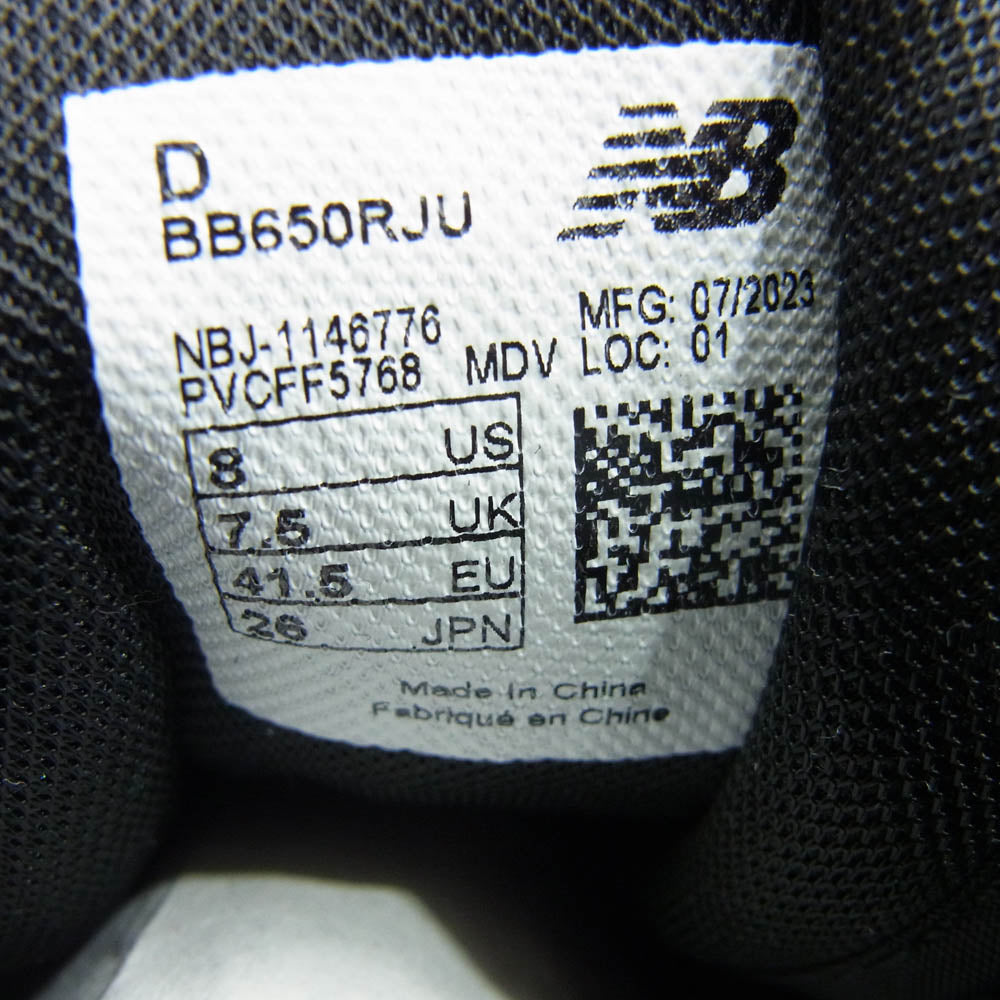 NB
D
BB650RJU
NBJ-1146776
MFG: 07/2023
PVCFF5768 MDV LOC: 01
8 US
7.5 UK
41.5 EU
26 JPN
Made in China
Fabriqué en Chine